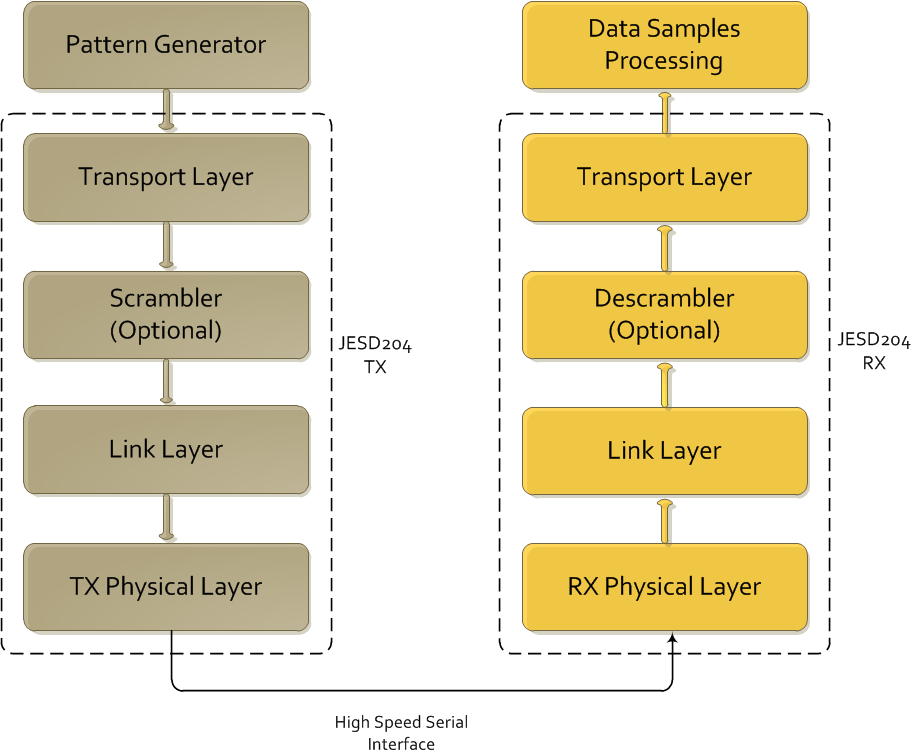 Pattern Generator
Transport Layer
Scrambler
(Optional)
Link Layer
TX Physical Layer
JESD204
TX
Data Samples
Processing
Transport Layer
Descrambler
(Optional)
Link Layer
RX Physical Layer
JESD204
RX
High Speed Serial
Interface